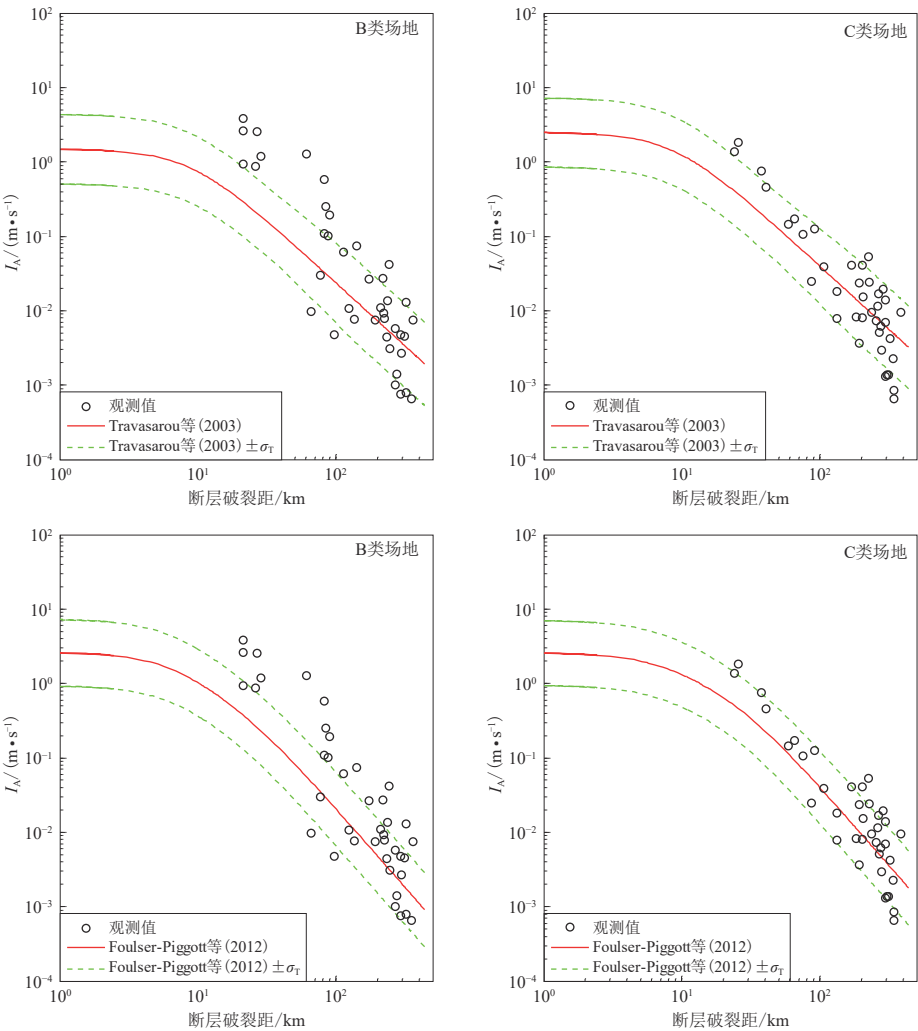 10² 10¹ 10⁰ 10⁻¹ 10⁻² 10⁻³ 10⁻⁴
I_A/(m•s⁻¹)
B类场地
观测值
Travasarou等(2003)
Travasarou等(2003)±σ_T
10⁰ 10¹ 10²
断层破裂距/km
10² 10¹ 10⁰ 10⁻¹ 10⁻² 10⁻³ 10⁻⁴
I_A/(m•s⁻¹)
C类场地
观测值
Travasarou等(2003)
Travasarou等(2003)±σ_T
10⁰ 10¹ 10²
断层破裂距/km
10² 10¹ 10⁰ 10⁻¹ 10⁻² 10⁻³ 10⁻⁴
I_A/(m•s⁻¹)
B类场地
观测值
Foulser-Piggott等(2012)
Foulser-Piggott等(2012)±σ_T
10⁰ 10¹ 10²
断层破裂距/km
10² 10¹ 10⁰ 10⁻¹ 10⁻² 10⁻³ 10⁻⁴
I_A/(m•s⁻¹)
C类场地
观测值
Foulser-Piggott等(2012)
Foulser-Piggott等(2012)±σ_T
10⁰ 10¹ 10²
断层破裂距/km